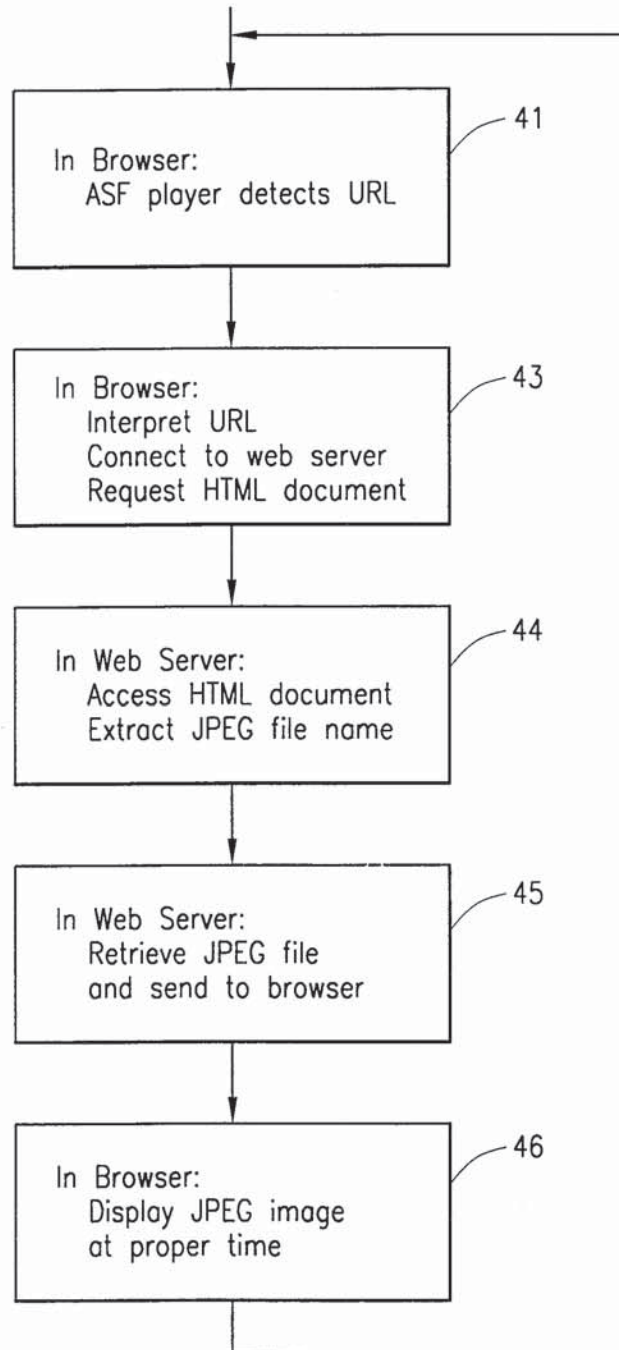 41
In Browser:
ASF player detects URL
43
In Browser:
Interpret URL
Connect to web server
Request HTML document
44
In Web Server:
Access HTML document
Extract JPEG file name
45
In Web Server:
Retrieve JPEG file
and send to browser
46
In Browser:
Display JPEG image
at proper time